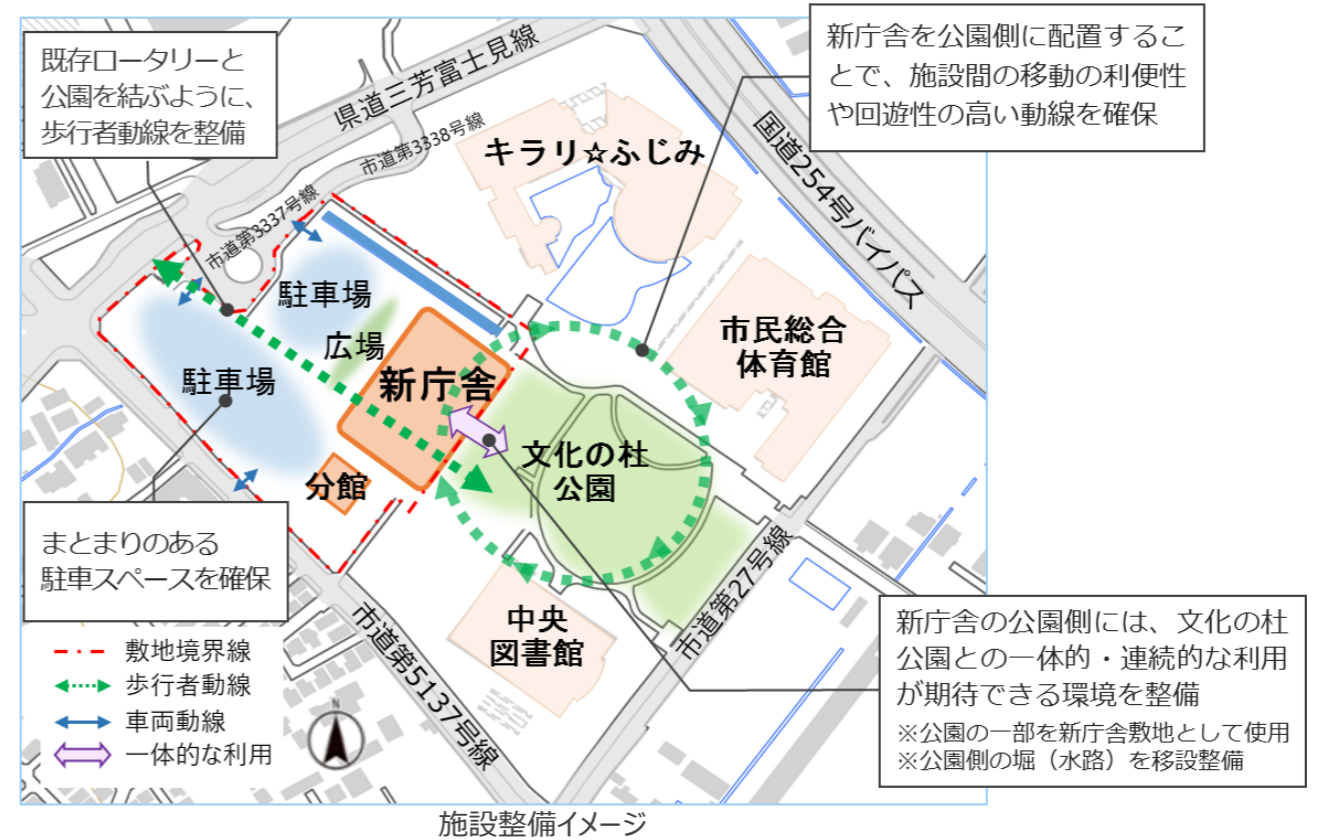 既存ロータリーと
公園を結ぶように、
歩行者動線を整備
新庁舎を公園側に配置するこ
とで、施設間の移動の利便性
や回遊性の高い動線を確保
県道三芳富士見線
市道第3338号線
市道第3337号線
国道254号バイパス
キラリ☆ふじみ
駐車場
広場
駐車場
新庁舎
市民総合
体育館
分館
文化の杜
公園
まとまりのある
駐車スペースを確保
中央
図書館
市道第27号線
市道第5137号線
新庁舎の公園側には、文化の杜
公園との一体的・連続的な利用
が期待できる環境を整備
※公園の一部を新庁舎敷地として使用
※公園側の堀（水路）を移設整備
敷地境界線
歩行者動線
車両動線
一体的な利用
N
施設整備イメージ